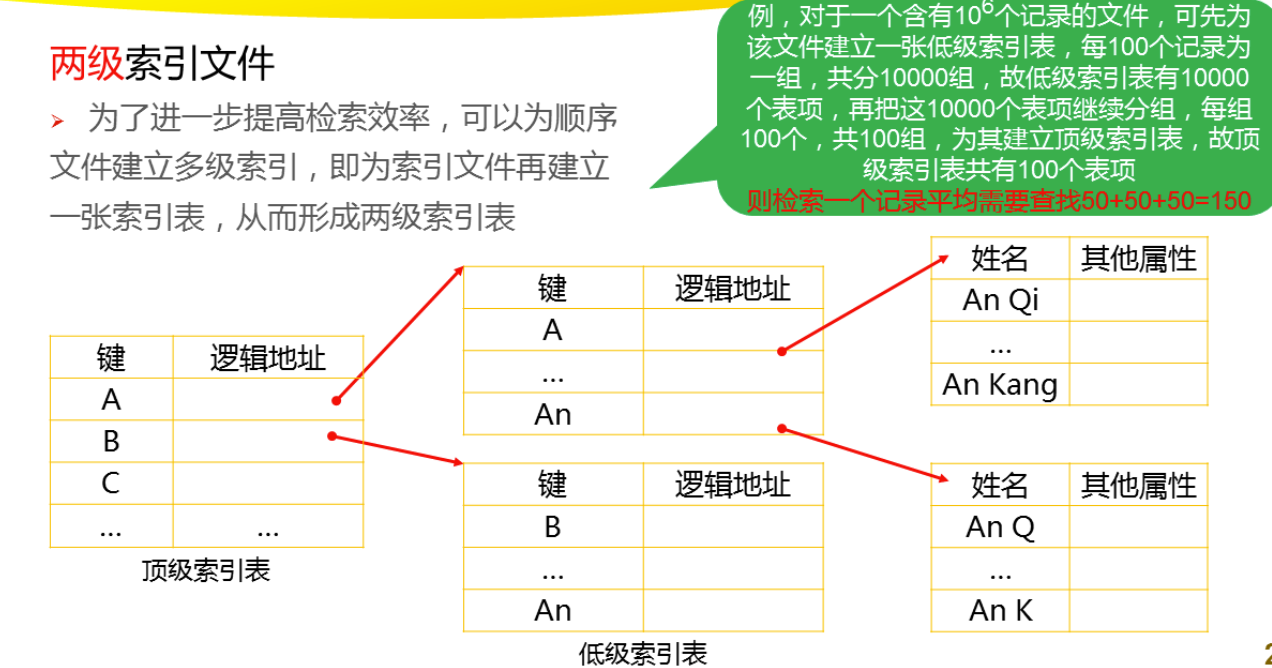 两级索引文件
➢ 为了进一步提高检索效率，可以为顺序
文件建立多级索引，即为索引文件再建立
一张索引表，从而形成两级索引表
例，对于一个含有10⁶个记录的文件，可先为
该文件建立一张低级索引表，每100个记录为
一组，共分10000组，故低级索引表有10000
个表项，再把这10000个表项继续分组，每组
100个，共100组，为其建立顶级索引表，故顶
级索引表共有100个表项
则检索一个记录平均需要查找50+50+50=150
键 逻辑地址
A
B
C
... ...
顶级索引表
键 逻辑地址
A
...
An
键 逻辑地址
B
...
An
低级索引表
姓名 其他属性
An Qi
...
An Kang
姓名 其他属性
An Q
...
An K